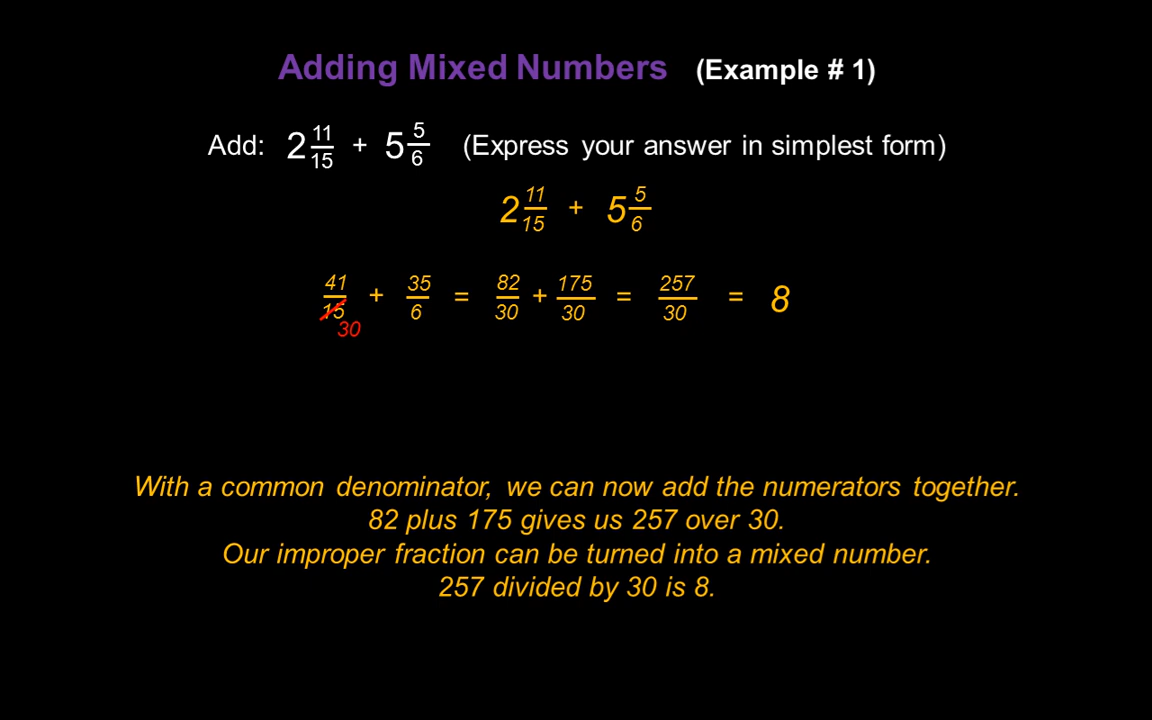 Adding Mixed Numbers (Example # 1)
Add: 2 11/15 + 5 5/6 (Express your answer in simplest form)
2 11/15 + 5 5/6
41/15 + 35/6 = 82/30 + 175/30 = 257/30 = 8
30
With a common denominator, we can now add the numerators together.
82 plus 175 gives us 257 over 30.
Our improper fraction can be turned into a mixed number.
257 divided by 30 is 8.